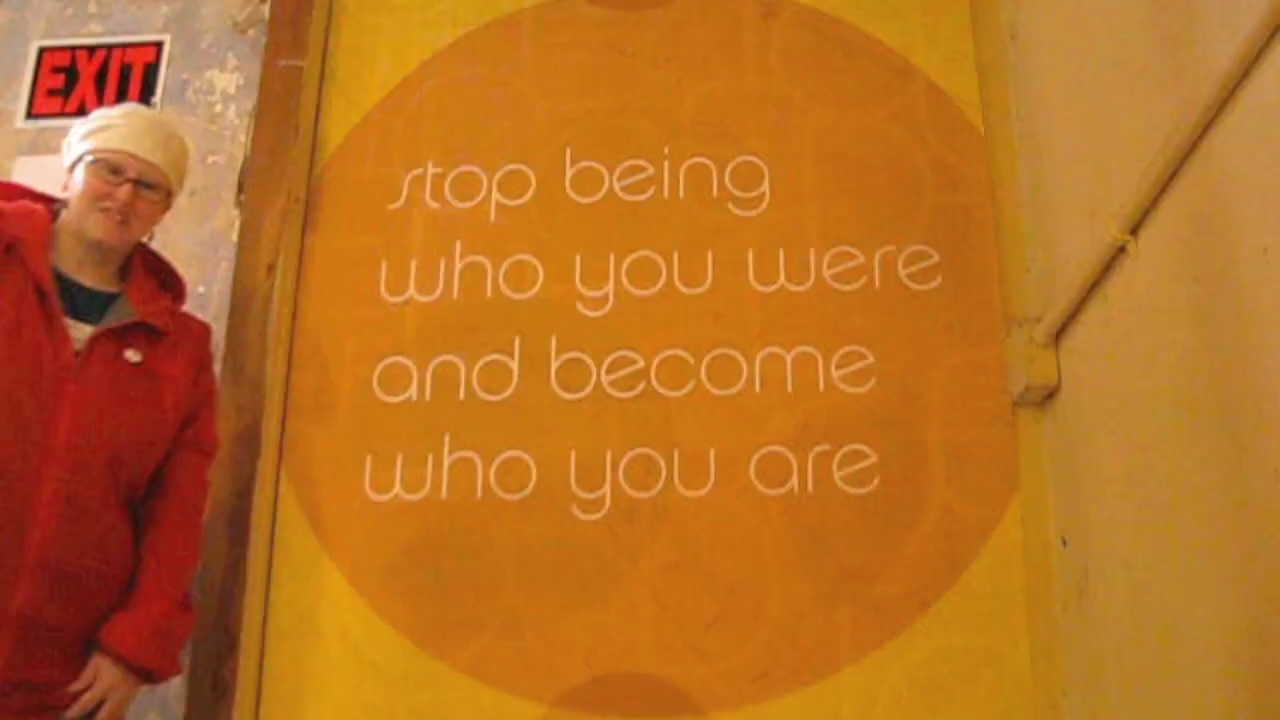 EXIT
stop being
who you were
and become
who you are